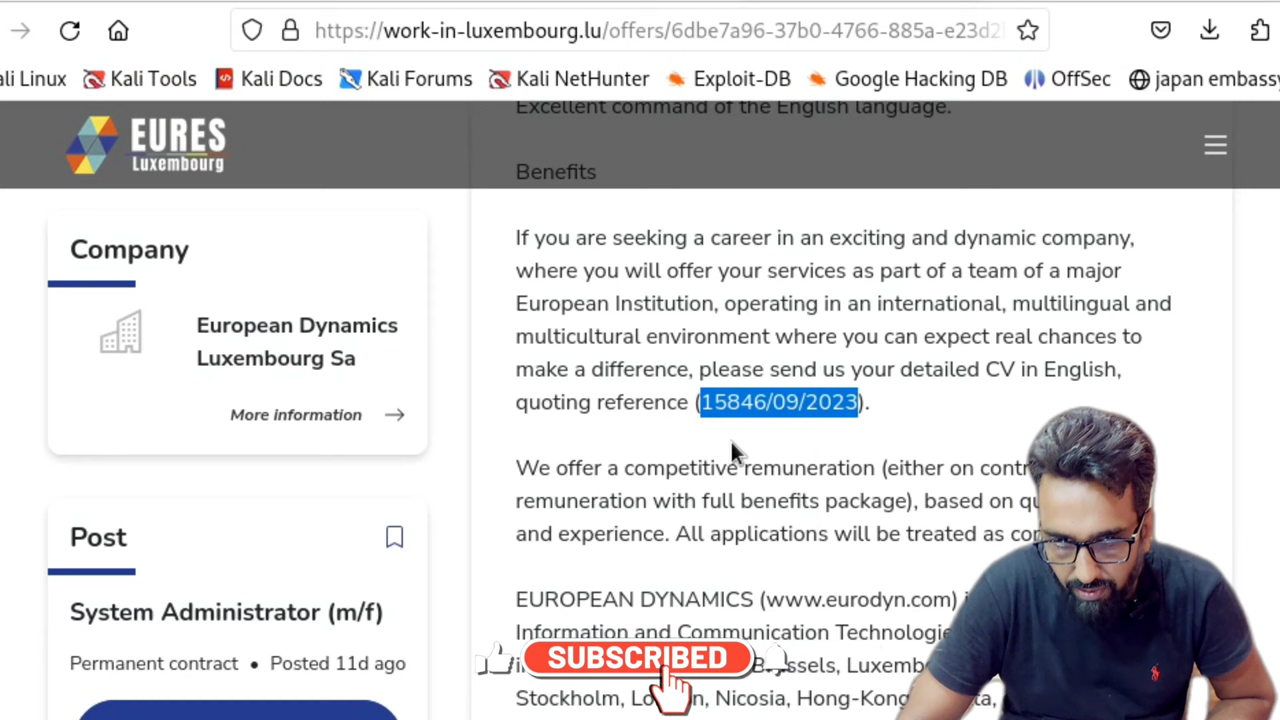 https://work-in-luxembourg.lu/offers/6dbe7a96-37b0-4766-885a-e23d2
ali Linux Kali Tools Kali Docs Kali Forums Kali NetHunter Exploit-DB Google Hacking DB OffSec japan embassy
EURES
Luxembourg
Company
European Dynamics
Luxembourg Sa
More information
Post
System Administrator (m/f)
Permanent contract • Posted 11d ago
Excellent command of the English language.
Benefits
If you are seeking a career in an exciting and dynamic company,
where you will offer your services as part of a team of a major
European Institution, operating in an international, multilingual and
multicultural environment where you can expect real chances to
make a difference, please send us your detailed CV in English,
quoting reference (15846/09/2023).
We offer a competitive remuneration (either on contr
remuneration with full benefits package), based on qu
and experience. All applications will be treated as con
EUROPEAN DYNAMICS (www.eurodyn.com) i
Information and Communication Technologie
Brussels, Luxemb
Stockholm, London, Nicosia, Hong-Kong
SUBSCRIBED